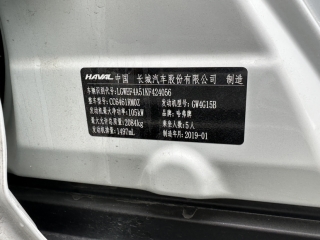 HAVAL 中国 长城汽车股份有限公司 制造
车辆识别代号: LGWEF4A51KF424056
整车型号: CC6461RM0Z 发动机型号: GW4G15B
发动机最大净功率: 105kW 品牌: 哈弗牌
最大允许总质量: 2084kg 乘坐人数: 5人
发动机排量: 1497mL 制造年月: 2019-01